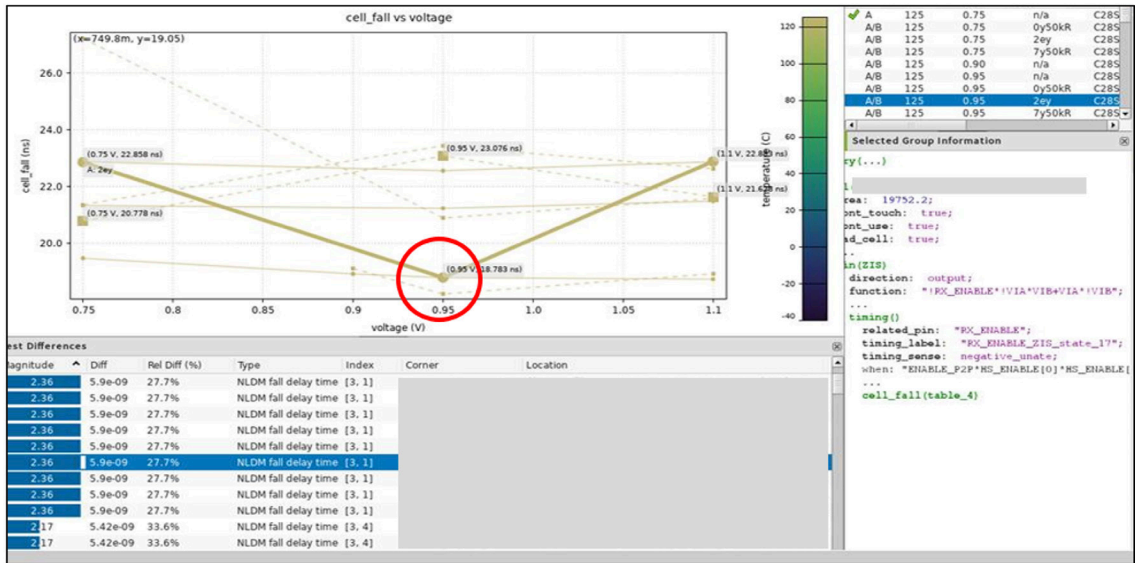 cell_fall vs voltage
(x=749.8m, y=19.05)
26.0
24.0
22.0
20.0
cell_fall (ns)
(0.75 V, 22.858 ns)
A: 2ey
(0.75 V, 20.778 ns)
(0.95 V, 23.076 ns)
(0.95 V, 18.783 ns)
0.75
0.8
0.85
0.9
0.95
1.0
1.05
1.1
voltage (V)
120
100
80
60
40
20
0
-20
-40
temperature (C)
A 125 0.75 n/a C28S
A/B 125 0.75 0y50kR C28S
A/B 125 0.75 2ey C28S
A/B 125 0.75 7y50kR C28S
A/B 125 0.90 n/a C28S
A/B 125 0.95 n/a C28S
A/B 125 0.95 0y50kR C28S
A/B 125 0.95 2ey C28S
A/B 125 0.95 7y50kR C28S
Selected Group Information
ry(...)
rea: 19752.2;
ont_touch: true;
ont_use: true;
ad_cell: true;
...
in(ZIS)
direction: output;
function: "!RX_ENABLE*!VIA*VIB+VIA*!VIB";
...
timing()
related_pin: "RX_ENABLE";
timing_label: "RX_ENABLE_ZIS_state_17";
timing_sense: negative_unate;
when: "ENABLE_P2P*HS_ENABLE[0]*HS_ENABLE[
...
cell_fall(table_4)
est Differences
Magnitude Diff Rel Diff (%) Type Index Corner Location
2.36 5.9e-09 27.7% NLDM fall delay time [3, 1]
2.36 5.9e-09 27.7% NLDM fall delay time [3, 1]
2.36 5.9e-09 27.7% NLDM fall delay time [3, 1]
2.36 5.9e-09 27.7% NLDM fall delay time [3, 1]
2.36 5.9e-09 27.7% NLDM fall delay time [3, 1]
2.36 5.9e-09 27.7% NLDM fall delay time [3, 1]
2.36 5.9e-09 27.7% NLDM fall delay time [3, 1]
2.36 5.9e-09 27.7% NLDM fall delay time [3, 1]
2.36 5.9e-09 27.7% NLDM fall delay time [3, 1]
2.17 5.42e-09 33.6% NLDM fall delay time [3, 4]
2.17 5.42e-09 33.6% NLDM fall delay time [3, 4]